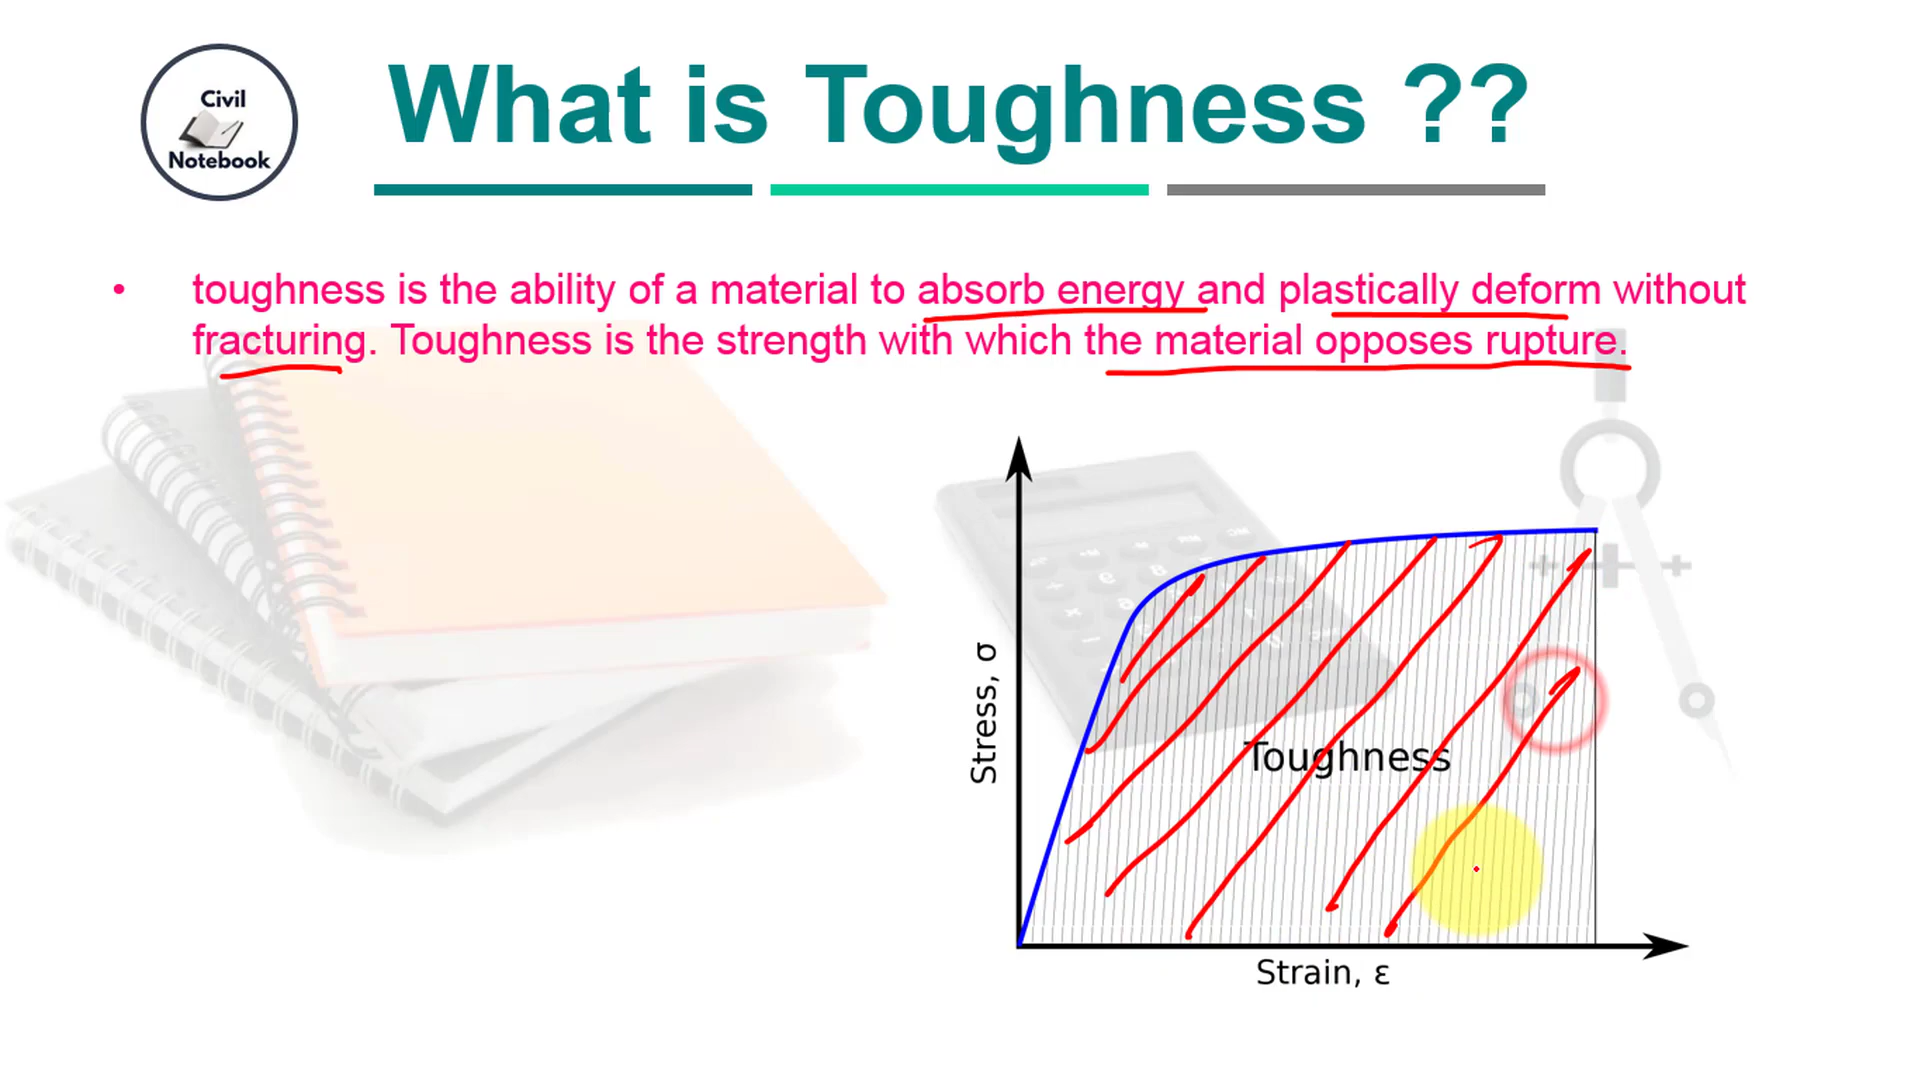 Civil
Notebook
What is Toughness ??
• toughness is the ability of a material to absorb energy and plastically deform without
fracturing. Toughness is the strength with which the material opposes rupture.
Stress, σ
Toughness
Strain, ε